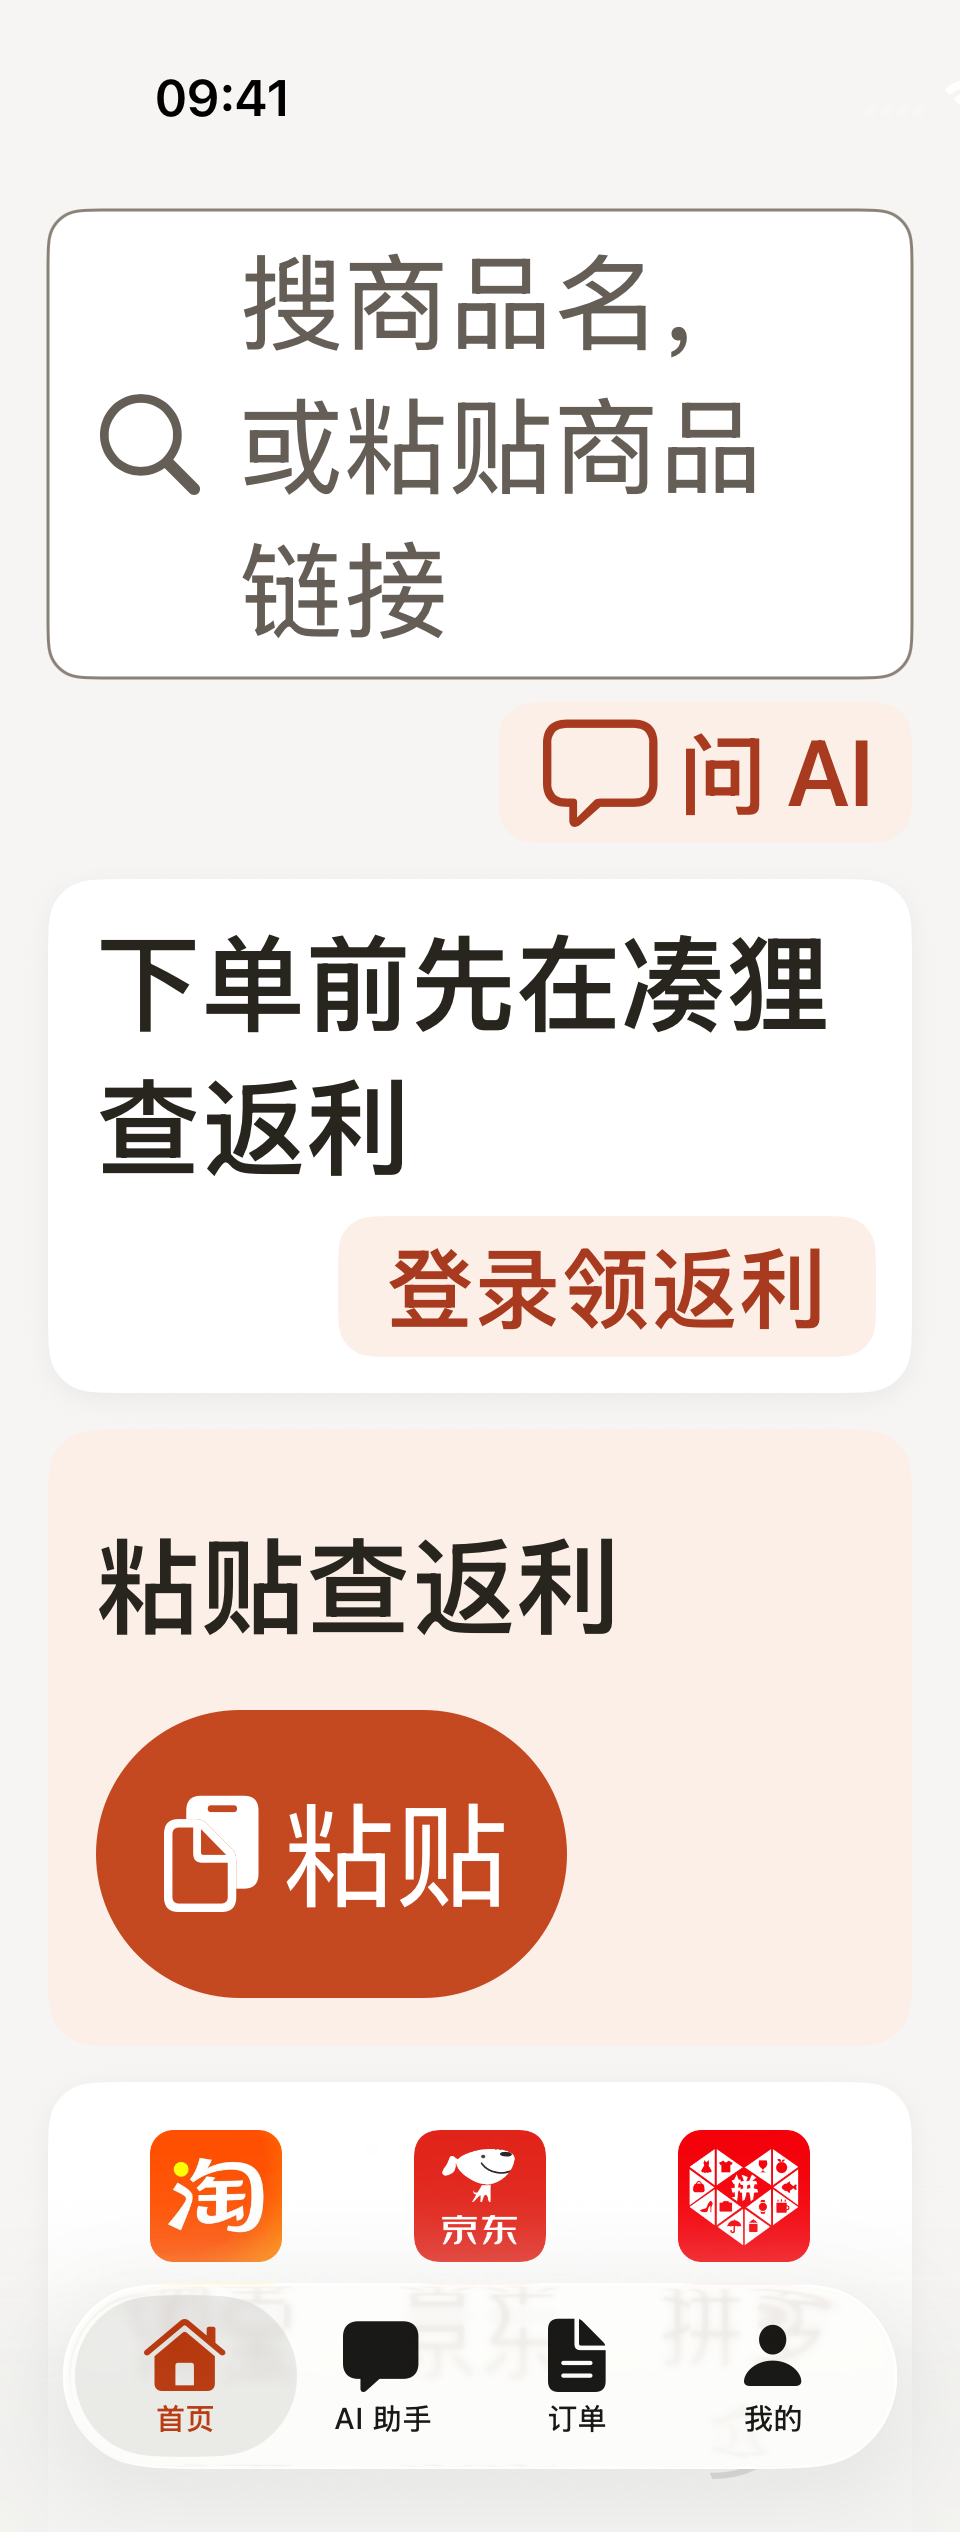 09:41
搜商品名，
或粘贴商品
链接
问 AI
下单前先在凑狸
查返利
登录领返利
粘贴查返利
粘贴
淘
京东
拼
首页
AI 助手
订单
我的